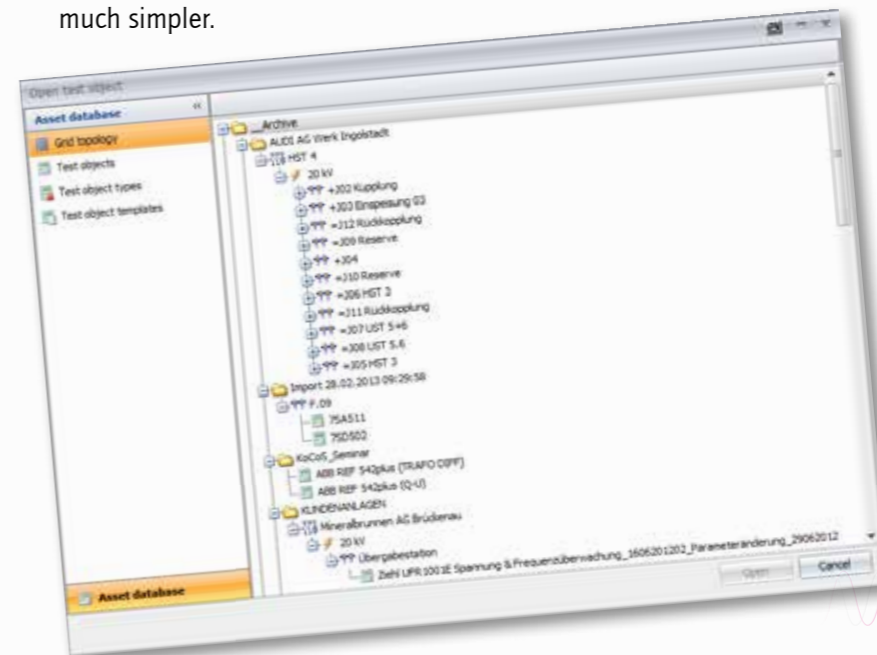 much simpler.
Open test object
Asset database
Grid topology
Test objects
Test object types
Test object templates
__Archive
AUDI AG Werk Ingolstadt
HST 4
20 kV
+J02 Kupplung
+J03 Einspeisung 03
=J12 Rückkopplung
=J09 Reserve
+J04
=J10 Reserve
=J06 HST 2
=J11 Rückkopplung
=J07 UST 5+6
=J08 UST 5.6
=J05 HST 3
Import 28.02.2013 09:29:58
F.09
7SA511
7SD502
KoCoS_Seminar
ABB REF 542plus (TRAFO DIFF)
ABB REF 542plus (Q-U)
KUNDENANLAGEN
Mineralbrunnen AG Brückenau
20 kV
Übergabestation
Ziehl UFR1001E Spannung & Frequenzüberwachung_1606201202_Parameteränderung_29062012
Asset database
Open
Cancel